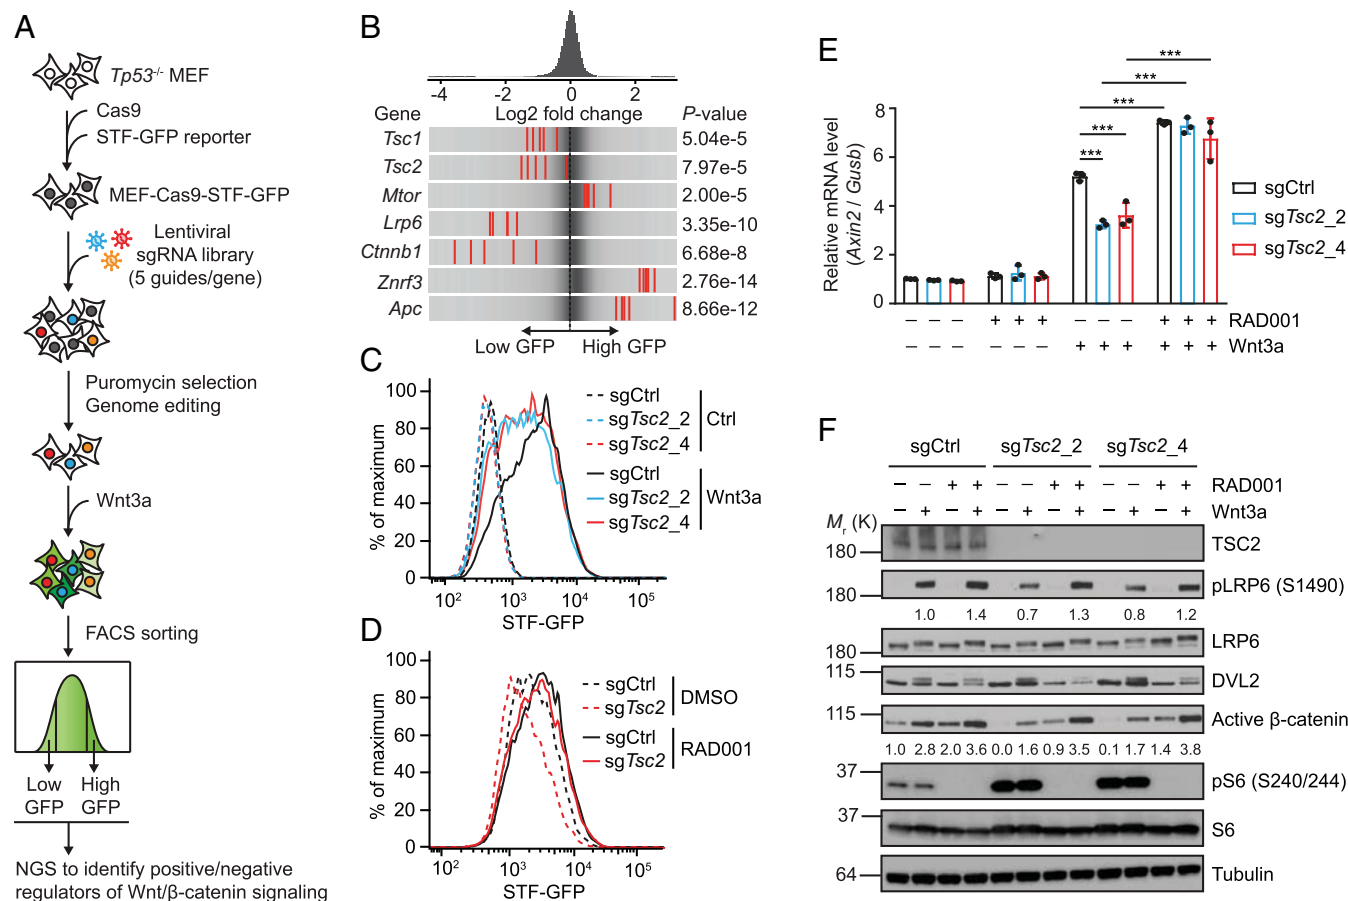 A
Tp53-/- MEF
Cas9
STF-GFP reporter
MEF-Cas9-STF-GFP
Lentiviral
sgRNA library
(5 guides/gene)
Puromycin selection
Genome editing
Wnt3a
FACS sorting
Low GFP
High GFP
NGS to identify positive/negative
regulators of Wnt/β-catenin signaling
B
-4 -2 0 2
Gene Log2 fold change P-value
Tsc1 5.04e-5
Tsc2 7.97e-5
Mtor 2.00e-5
Lrp6 3.35e-10
Ctnnb1 6.68e-8
Znrf3 2.76e-14
Apc 8.66e-12
Low GFP High GFP
C
% of maximum
100
80
60
40
20
0
10² 10³ 10⁴ 10⁵
STF-GFP
sgCtrl
sgTsc2_2
sgTsc2_4
Ctrl
sgCtrl
sgTsc2_2
sgTsc2_4
Wnt3a
D
% of maximum
100
80
60
40
20
0
10² 10³ 10⁴ 10⁵
STF-GFP
sgCtrl
sgTsc2
DMSO
sgCtrl
sgTsc2
RAD001
E
Relative mRNA level
(Axin2 / Gusb)
8
6
4
2
0
***
***
***
***
***
sgCtrl
sgTsc2_2
sgTsc2_4
– – – + + + – – – + + + RAD001
– – – – – – + + + + + + Wnt3a
F
sgCtrl sgTsc2_2 sgTsc2_4
– – + + – – + + – – + + RAD001
– + – + – + – + – + – + Wnt3a
Mr (K)
180 TSC2
180 pLRP6 (S1490)
1.0 1.4 0.7 1.3 0.8 1.2
180 LRP6
115 DVL2
115 Active β-catenin
1.0 2.8 2.0 3.6 0.0 1.6 0.9 3.5 0.1 1.7 1.4 3.8
37 pS6 (S240/244)
37 S6
64 Tubulin